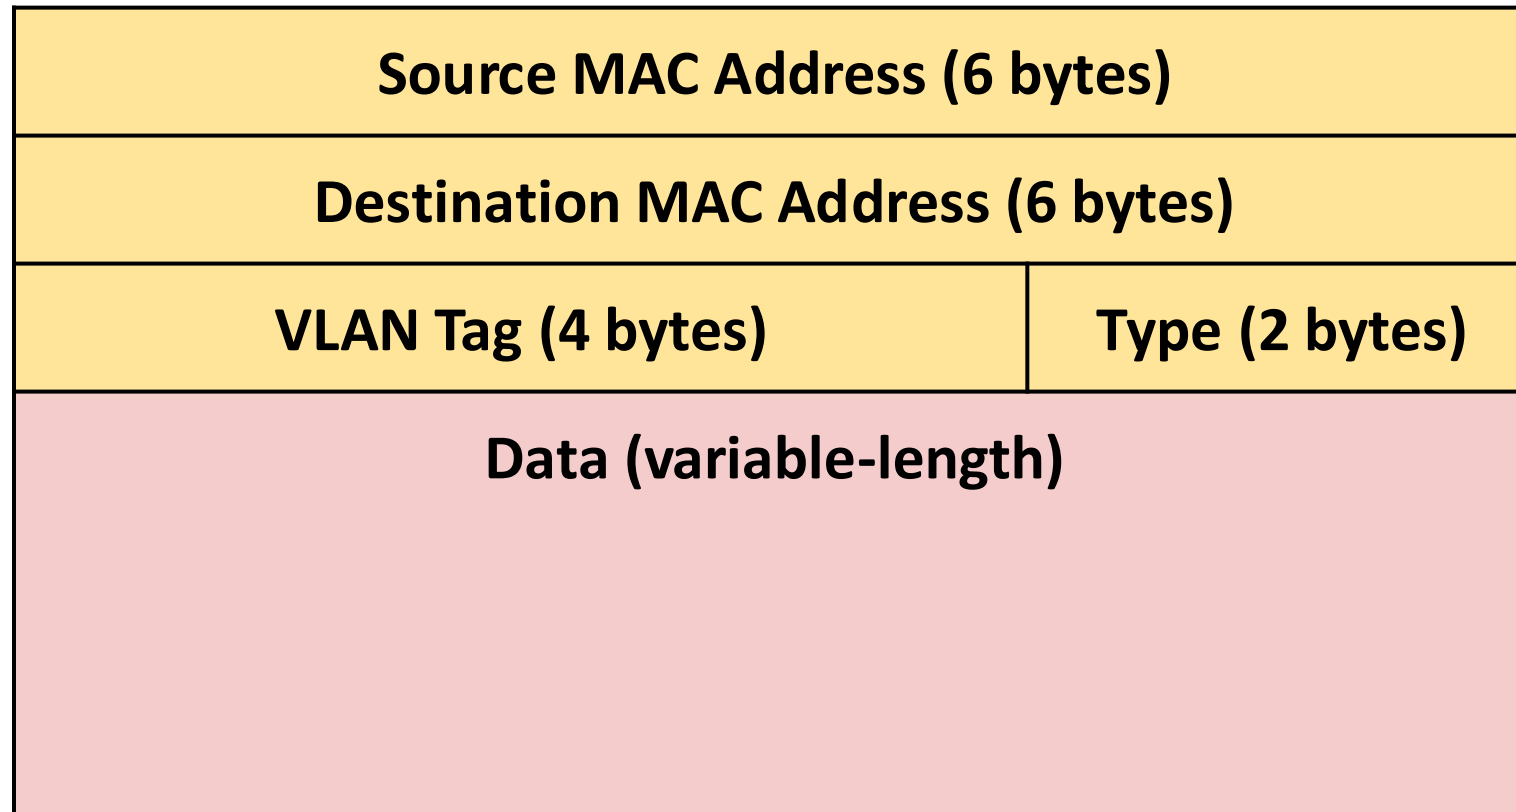 Source MAC Address (6 bytes)
Destination MAC Address (6 bytes)
VLAN Tag (4 bytes)
Type (2 bytes)
Data (variable-length)